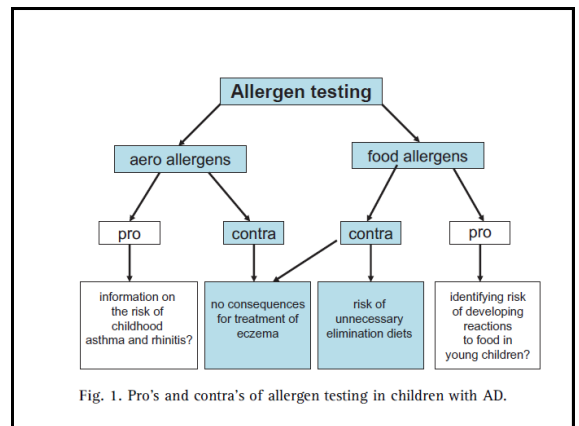 Allergen testing
aero allergens
food allergens
pro
contra
contra
pro
information on
the risk of
childhood
asthma and rhinitis?
no consequences
for treatment of
eczema
risk of
unnecessary
elimination diets
identifying risk
of developing
reactions
to food in
young children?
Fig. 1. Pro's and contra's of allergen testing in children with AD.